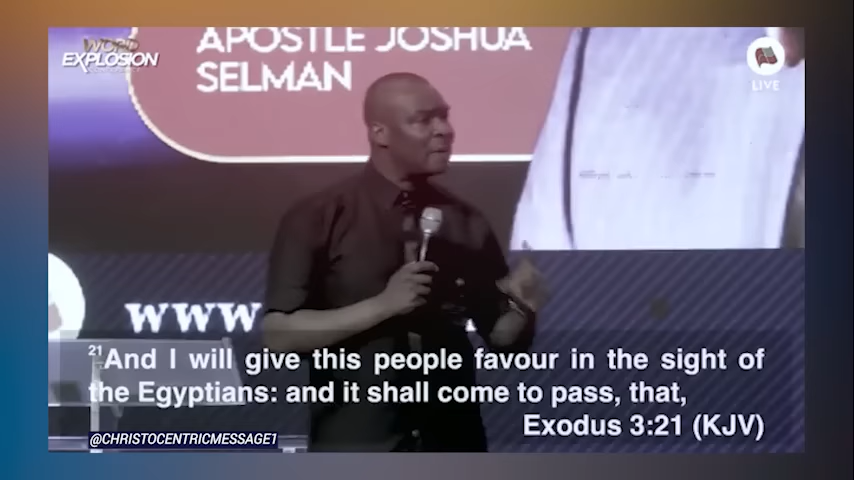 WORD
EXPLOSION
APOSTLE JOSHUA
SELMAN
LIVE
www.
21And I will give this people favour in the sight of
the Egyptians: and it shall come to pass, that,
Exodus 3:21 (KJV)
@CHRISTOCENTRICMESSAGE1